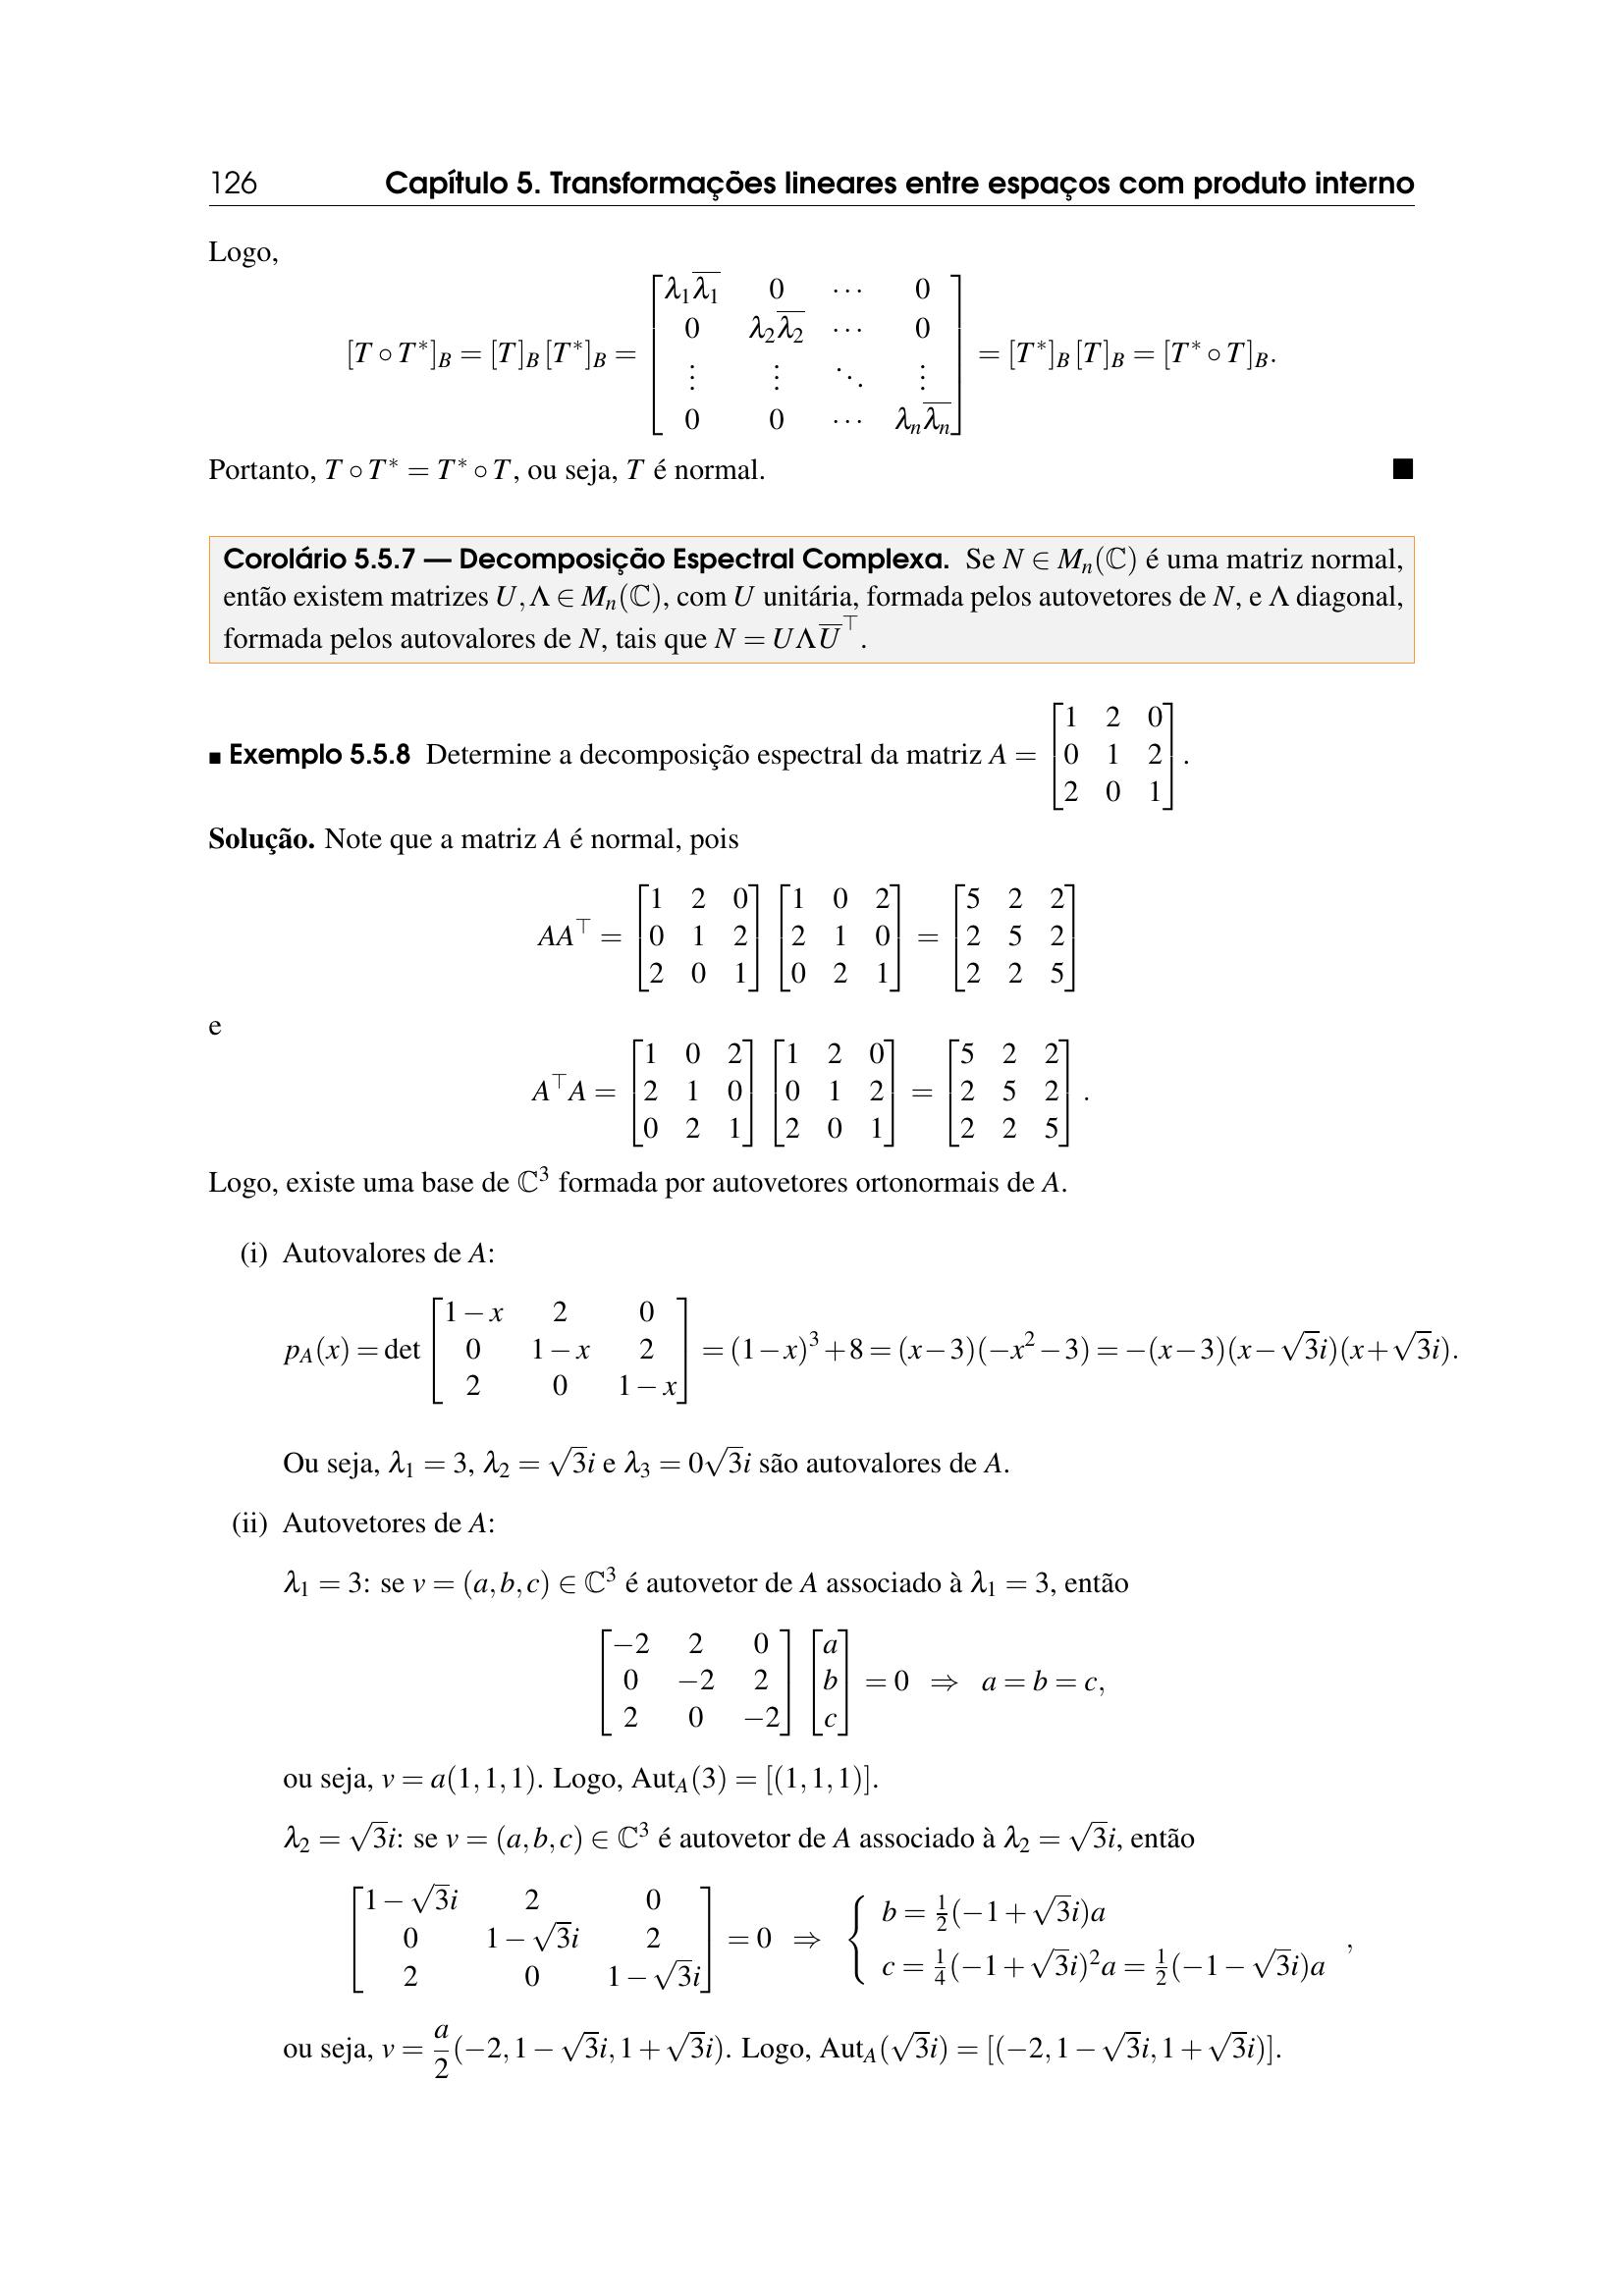 126 Capítulo 5. Transformações lineares entre espaços com produto interno
Logo,
$[T \circ T^*]_B = [T]_B [T^*]_B = \begin{bmatrix} \lambda_1\overline{\lambda_1} & 0 & \cdots & 0 \\ 0 & \lambda_2\overline{\lambda_2} & \cdots & 0 \\ \vdots & \vdots & \ddots & \vdots \\ 0 & 0 & \cdots & \lambda_n\overline{\lambda_n} \end{bmatrix} = [T^*]_B [T]_B = [T^* \circ T]_B.$
Portanto, $T \circ T^* = T^* \circ T$, ou seja, $T$ é normal. ■
Corolário 5.5.7 — Decomposição Espectral Complexa. Se $N \in M_n(\mathbb{C})$ é uma matriz normal,
então existem matrizes $U, \Lambda \in M_n(\mathbb{C})$, com $U$ unitária, formada pelos autovetores de $N$, e $\Lambda$ diagonal,
formada pelos autovalores de $N$, tais que $N = U\Lambda\overline{U}^\top$.
■ Exemplo 5.5.8 Determine a decomposição espectral da matriz $A = \begin{bmatrix} 1 & 2 & 0 \\ 0 & 1 & 2 \\ 2 & 0 & 1 \end{bmatrix}$.
Solução. Note que a matriz $A$ é normal, pois
$AA^\top = \begin{bmatrix} 1 & 2 & 0 \\ 0 & 1 & 2 \\ 2 & 0 & 1 \end{bmatrix} \begin{bmatrix} 1 & 0 & 2 \\ 2 & 1 & 0 \\ 0 & 2 & 1 \end{bmatrix} = \begin{bmatrix} 5 & 2 & 2 \\ 2 & 5 & 2 \\ 2 & 2 & 5 \end{bmatrix}$
e
$A^\top A = \begin{bmatrix} 1 & 0 & 2 \\ 2 & 1 & 0 \\ 0 & 2 & 1 \end{bmatrix} \begin{bmatrix} 1 & 2 & 0 \\ 0 & 1 & 2 \\ 2 & 0 & 1 \end{bmatrix} = \begin{bmatrix} 5 & 2 & 2 \\ 2 & 5 & 2 \\ 2 & 2 & 5 \end{bmatrix}.$
Logo, existe uma base de $\mathbb{C}^3$ formada por autovetores ortonormais de $A$.
(i) Autovalores de $A$:
$p_A(x) = \det \begin{bmatrix} 1-x & 2 & 0 \\ 0 & 1-x & 2 \\ 2 & 0 & 1-x \end{bmatrix} = (1-x)^3+8 = (x-3)(-x^2-3) = -(x-3)(x-\sqrt{3}i)(x+\sqrt{3}i).$
Ou seja, $\lambda_1 = 3$, $\lambda_2 = \sqrt{3}i$ e $\lambda_3 = 0\sqrt{3}i$ são autovalores de $A$.
(ii) Autovetores de $A$:
$\lambda_1 = 3$: se $v = (a,b,c) \in \mathbb{C}^3$ é autovetor de $A$ associado à $\lambda_1 = 3$, então
$\begin{bmatrix} -2 & 2 & 0 \\ 0 & -2 & 2 \\ 2 & 0 & -2 \end{bmatrix} \begin{bmatrix} a \\ b \\ c \end{bmatrix} = 0 \Rightarrow a = b = c,$
ou seja, $v = a(1,1,1)$. Logo, $\text{Aut}_A(3) = [(1,1,1)]$.
$\lambda_2 = \sqrt{3}i$: se $v = (a,b,c) \in \mathbb{C}^3$ é autovetor de $A$ associado à $\lambda_2 = \sqrt{3}i$, então
$\begin{bmatrix} 1-\sqrt{3}i & 2 & 0 \\ 0 & 1-\sqrt{3}i & 2 \\ 2 & 0 & 1-\sqrt{3}i \end{bmatrix} = 0 \Rightarrow \begin{cases} b = \frac{1}{2}(-1+\sqrt{3}i)a \\ c = \frac{1}{4}(-1+\sqrt{3}i)^2a = \frac{1}{2}(-1-\sqrt{3}i)a \end{cases},$
ou seja, $v = \dfrac{a}{2}(-2, 1-\sqrt{3}i, 1+\sqrt{3}i)$. Logo, $\text{Aut}_A(\sqrt{3}i) = [(-2, 1-\sqrt{3}i, 1+\sqrt{3}i)]$.